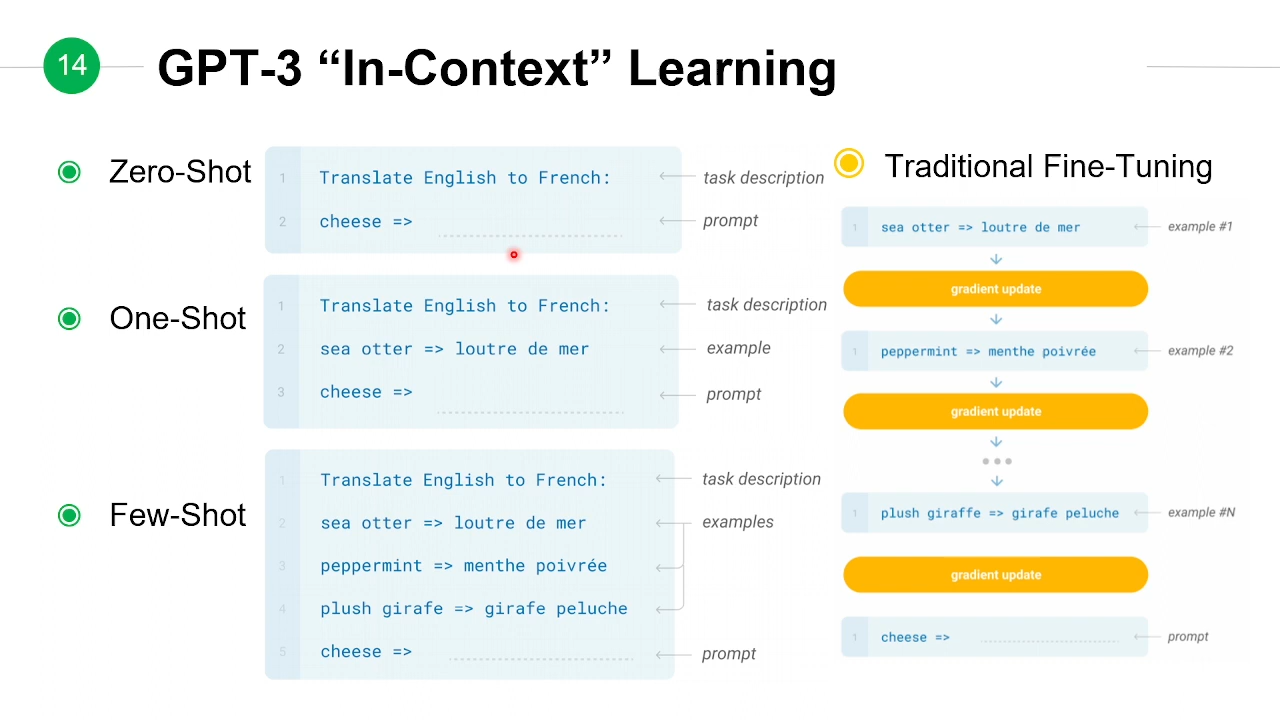 14
GPT-3 “In-Context” Learning
Zero-Shot
1 Translate English to French: task description
2 cheese => prompt
One-Shot
1 Translate English to French: task description
2 sea otter => loutre de mer example
3 cheese => prompt
Few-Shot
1 Translate English to French: task description
2 sea otter => loutre de mer examples
3 peppermint => menthe poivrée
4 plush girafe => girafe peluche
5 cheese => prompt
Traditional Fine-Tuning
1 sea otter => loutre de mer example #1
gradient update
1 peppermint => menthe poivrée example #2
gradient update
1 plush giraffe => girafe peluche example #N
gradient update
1 cheese => prompt